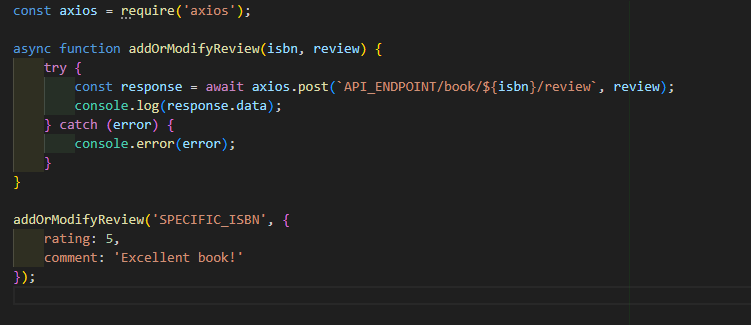 const axios = require('axios');
async function addOrModifyReview(isbn, review) {
try {
const response = await axios.post(`API_ENDPOINT/book/${isbn}/review`, review);
console.log(response.data);
} catch (error) {
console.error(error);
}
}
addOrModifyReview('SPECIFIC_ISBN', {
rating: 5,
comment: 'Excellent book!'
});